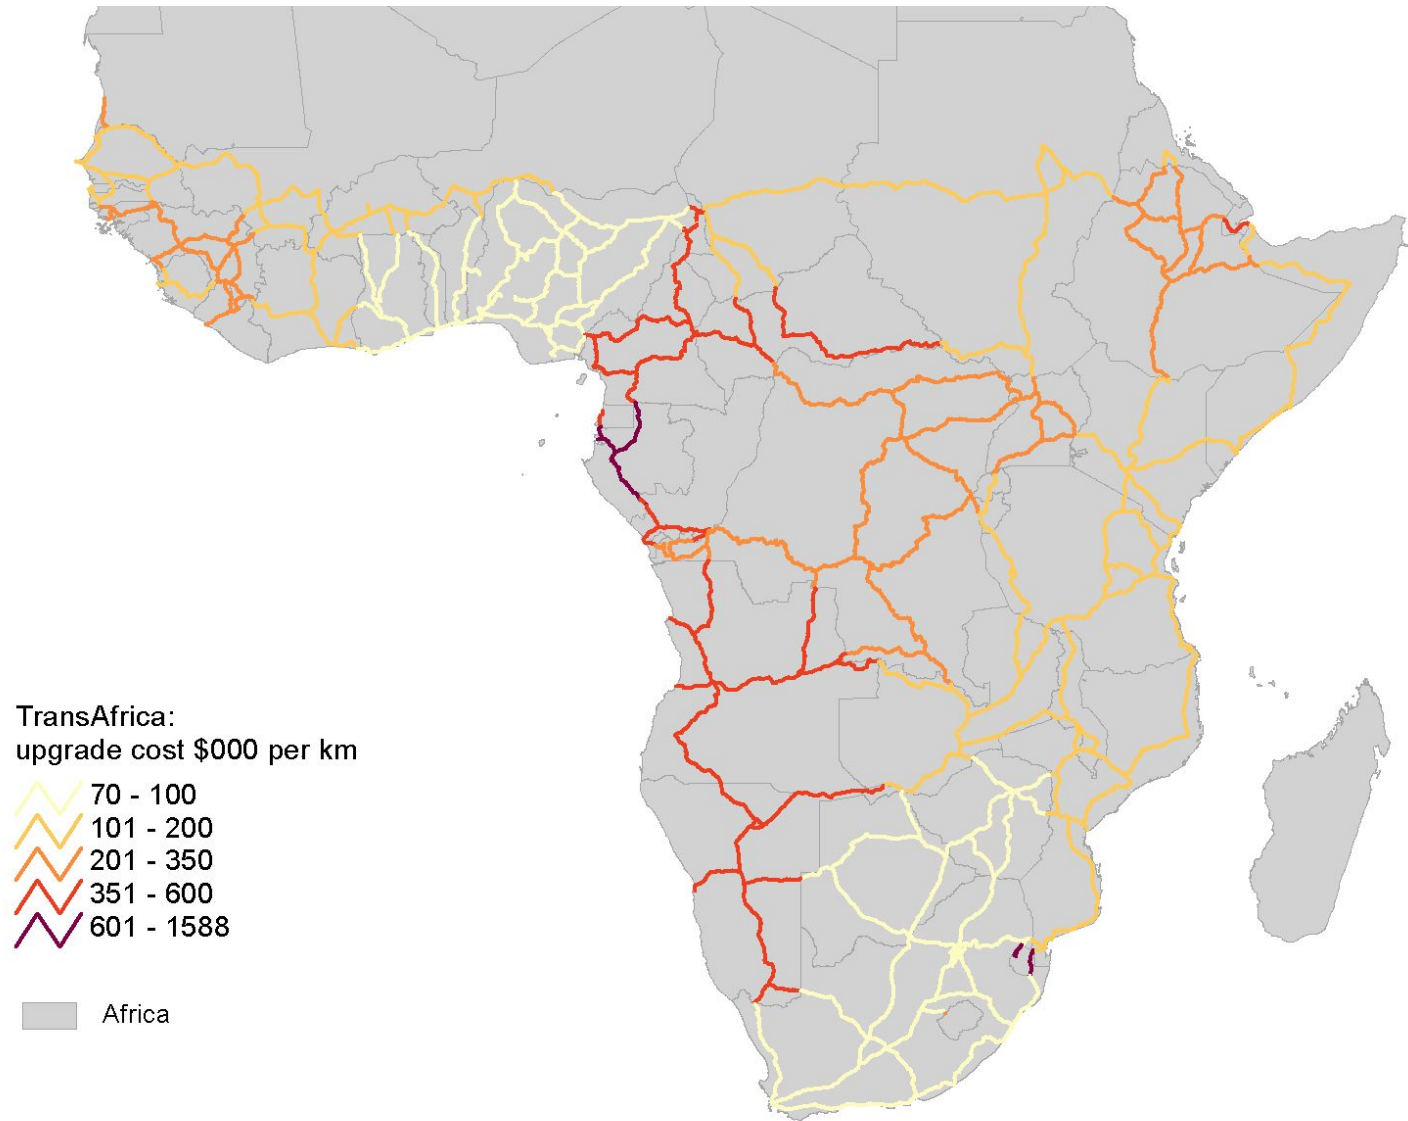 TransAfrica:
upgrade cost $000 per km
70 - 100
101 - 200
201 - 350
351 - 600
601 - 1588
Africa